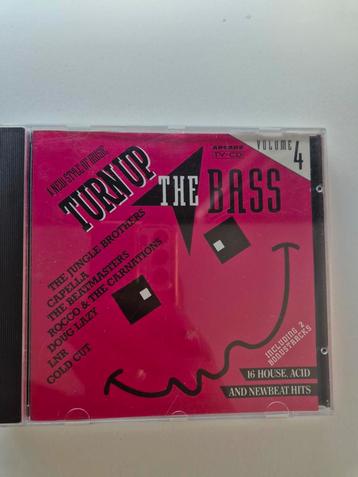 A NEW STYLE OF MUSIC
ARCADE
TV-CD
VOLUME
4
TURN UP
THE BASS
THE JUNGLE BROTHERS
CAPELLA
THE BEATMASTERS
ROCCO & THE CARNATIONS
DOUG LAZY
LNR
COLD CUT
INCLUDING 2
BONUSTRACKS
16 HOUSE, ACID
AND NEWBEAT HITS